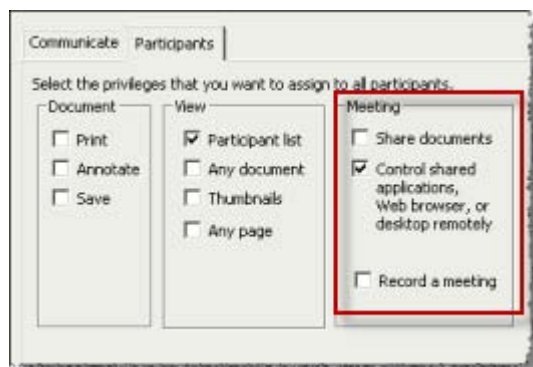 Communicate Participants
Select the privileges that you want to assign to all participants.
Document
Print
Annotate
Save
View
Participant list
Any document
Thumbnails
Any page
Meeting
Share documents
Control shared
applications,
Web browser, or
desktop remotely
Record a meeting